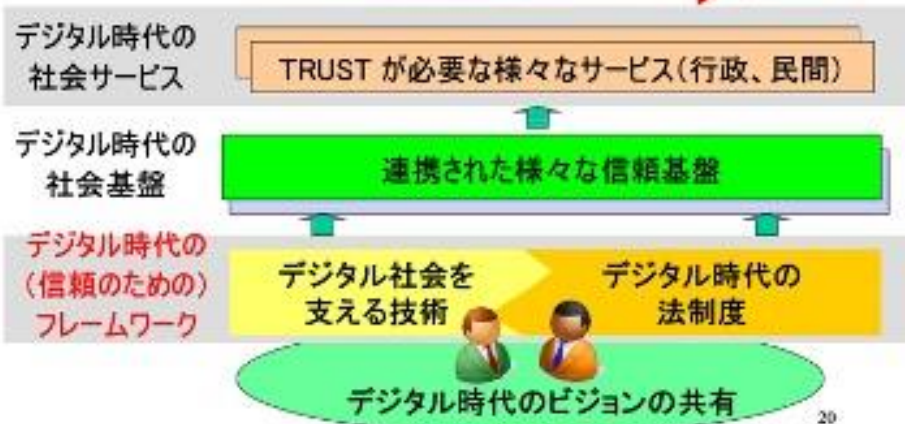 デジタル時代の
社会サービス
TRUST が必要な様々なサービス(行政、民間)
デジタル時代の
社会基盤
連携された様々な信頼基盤
デジタル時代の
(信頼のための)
フレームワーク
デジタル社会を
支える技術
デジタル時代の
法制度
デジタル時代のビジョンの共有
20